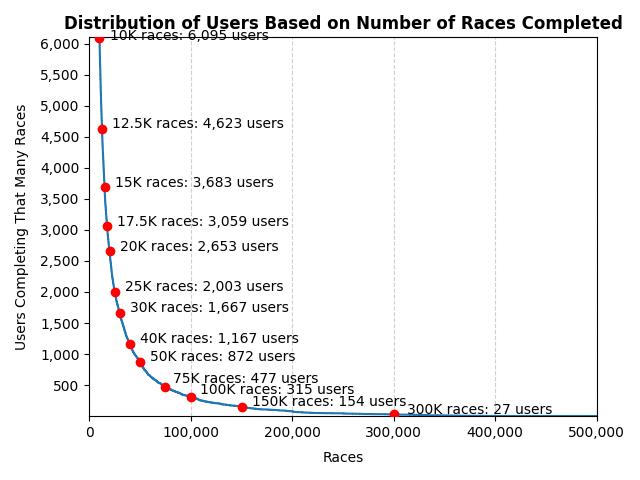 Distribution of Users Based on Number of Races Completed
Users Completing That Many Races
6,000
5,500
5,000
4,500
4,000
3,500
3,000
2,500
2,000
1,500
1,000
500
10K races: 6,095 users
12.5K races: 4,623 users
15K races: 3,683 users
17.5K races: 3,059 users
20K races: 2,653 users
25K races: 2,003 users
30K races: 1,667 users
40K races: 1,167 users
50K races: 872 users
75K races: 477 users
100K races: 315 users
150K races: 154 users
300K races: 27 users
0
100,000
200,000
300,000
400,000
500,000
Races